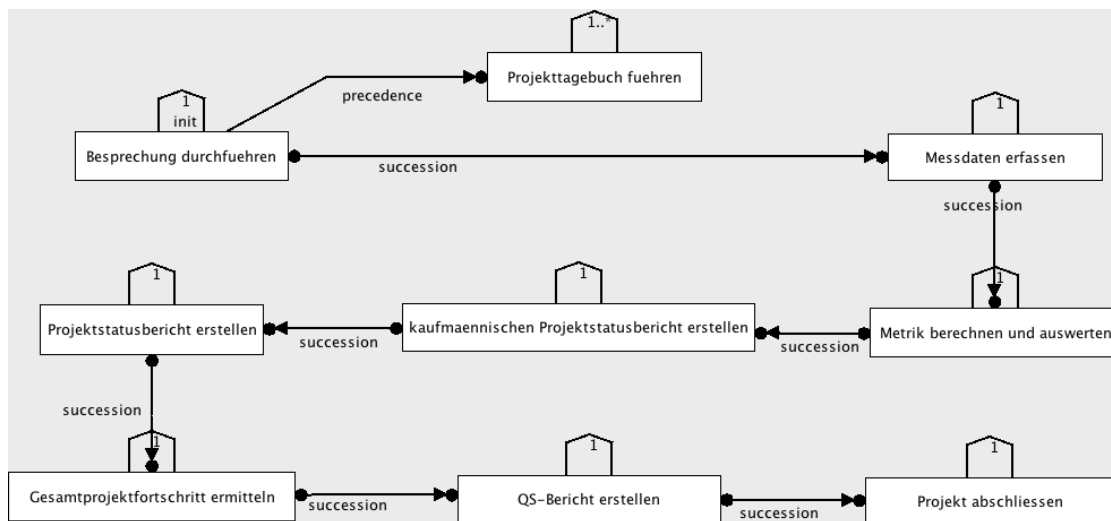 1..*
Projekttagebuch fuehren
precedence
1
init
Besprechung durchfuehren
succession
1
Messdaten erfassen
succession
1
Projektstatusbericht erstellen
succession
1
kaufmaennischen Projektstatusbericht erstellen
succession
1
Metrik berechnen und auswerten
succession
1
Gesamtprojektfortschritt ermitteln
succession
1
QS-Bericht erstellen
succession
1
Projekt abschliessen